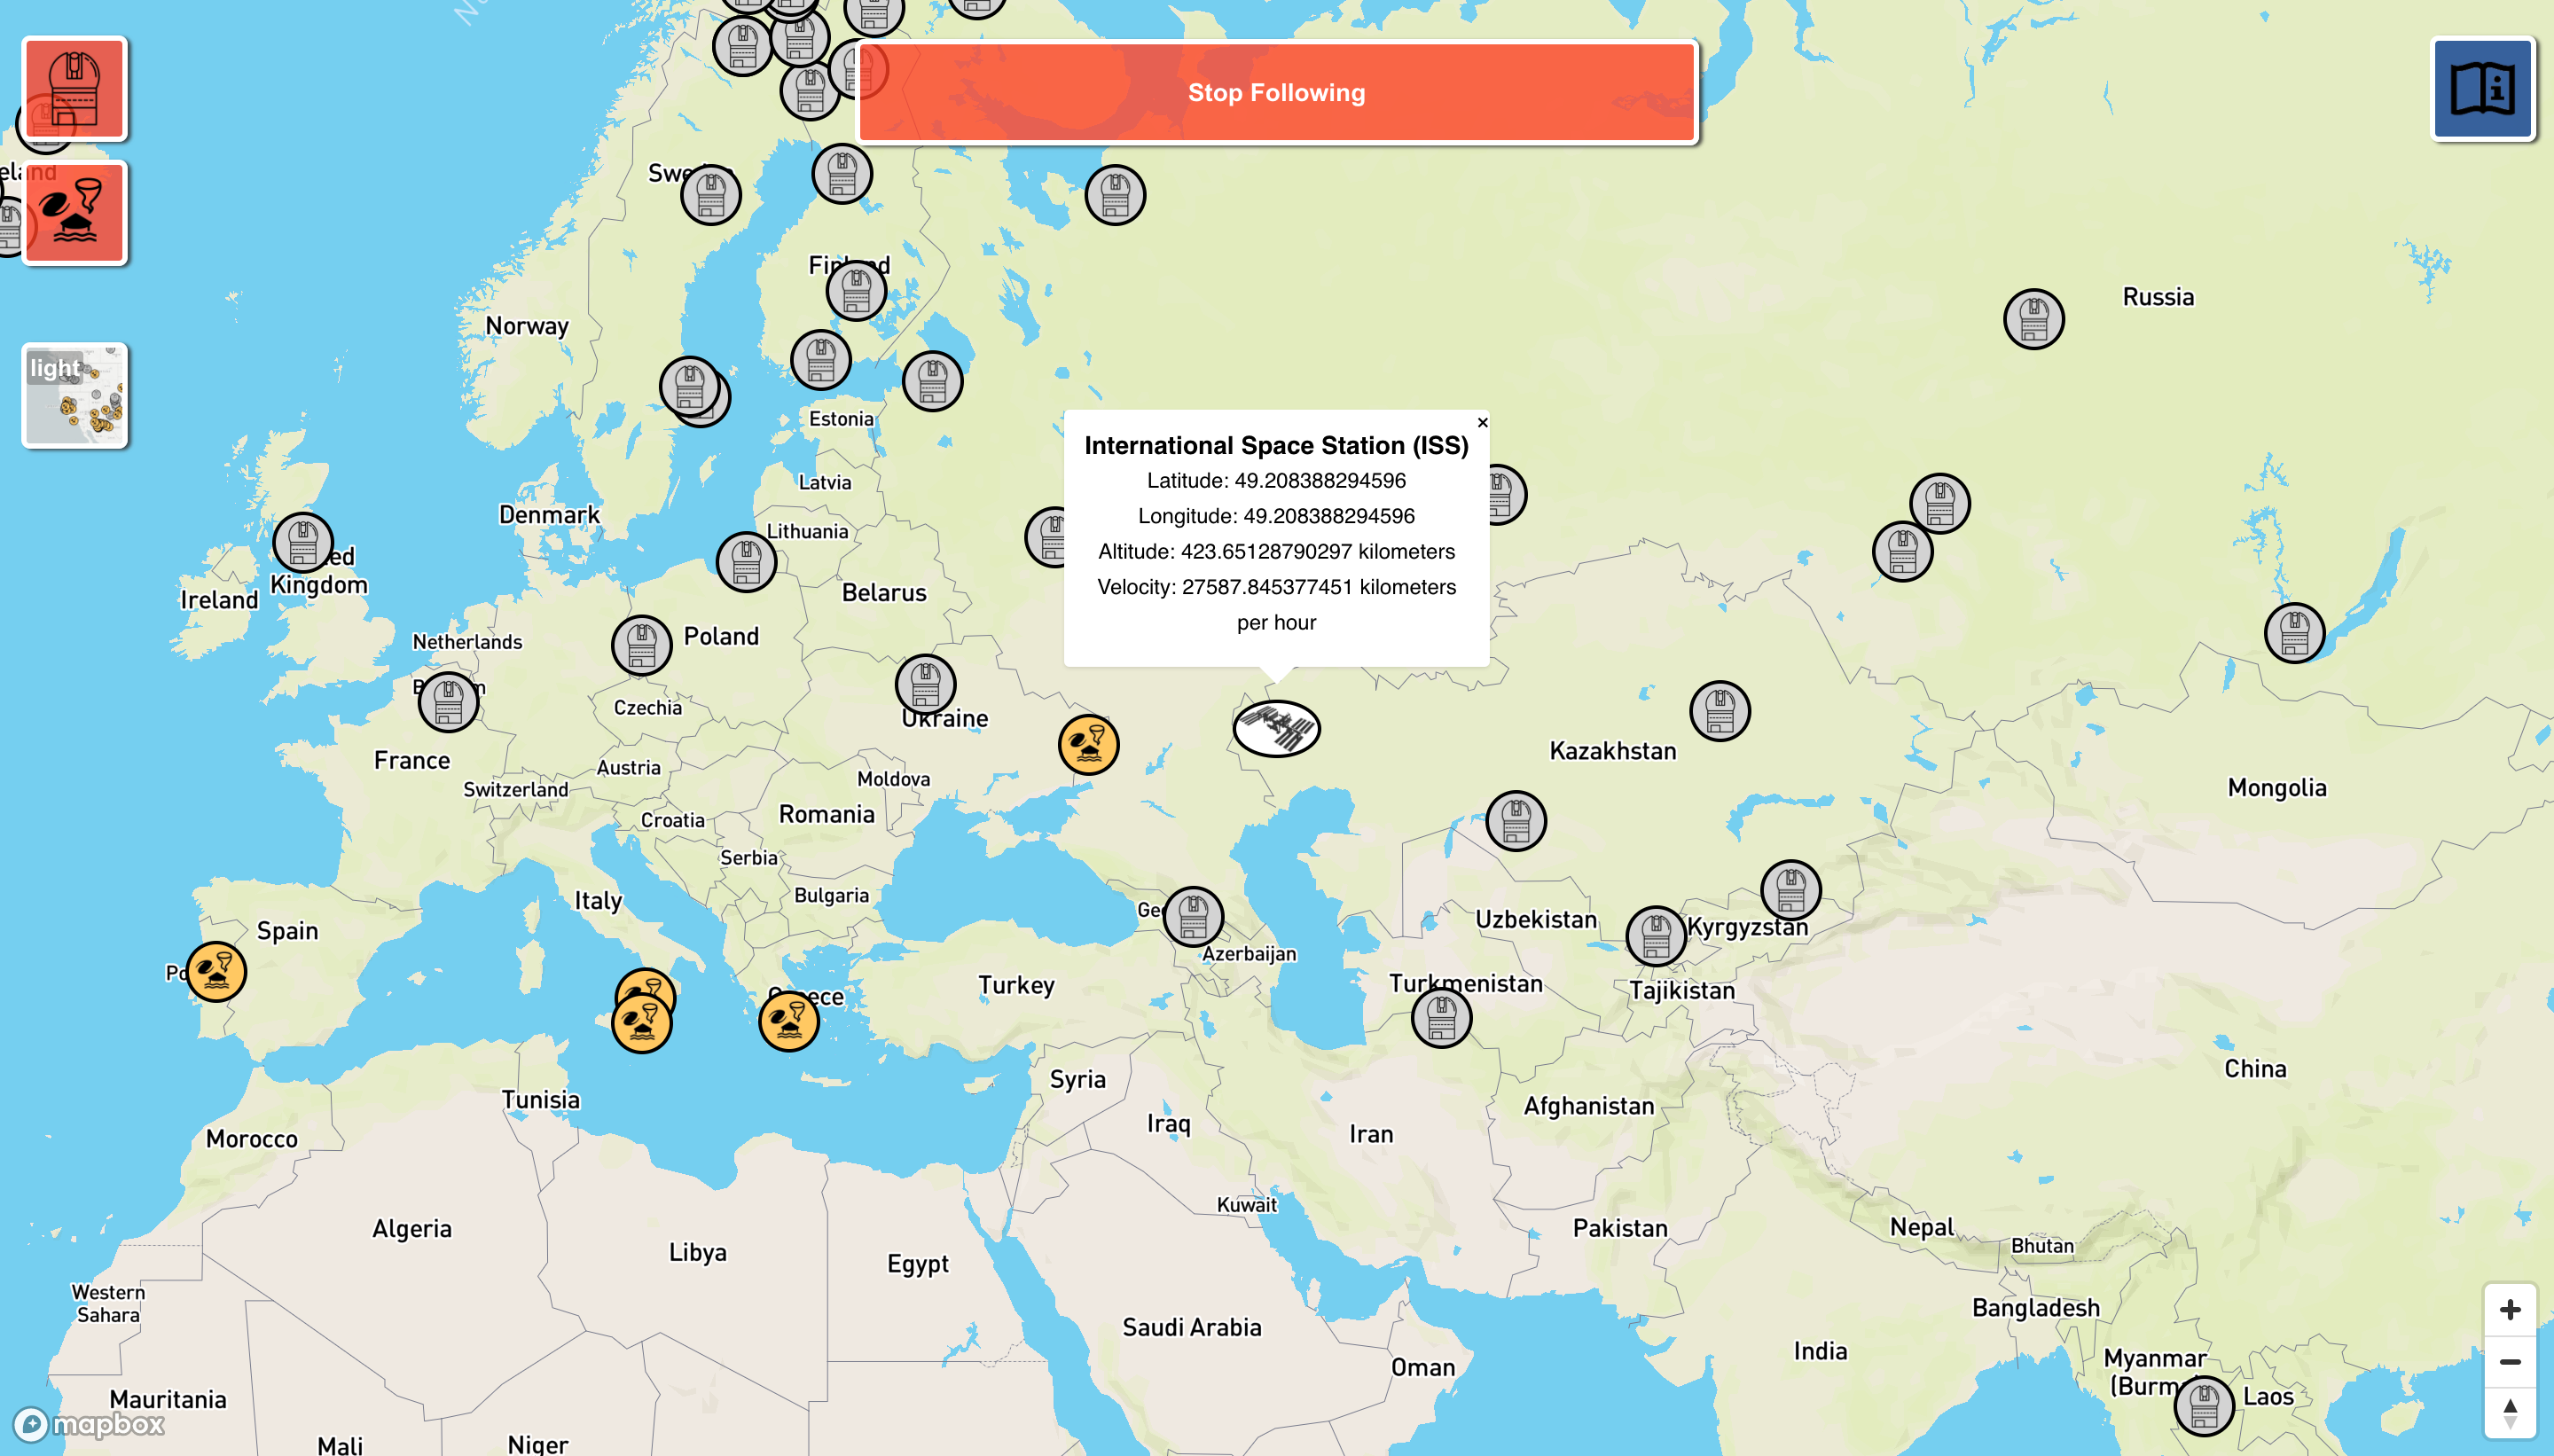 Stop Following
light
Russia
Norway
Estonia
International Space Station (ISS)
×
Latitude: 49.208388294596
Longitude: 49.208388294596
Altitude: 423.65128790297 kilometers
Velocity: 27587.845377451 kilometers
per hour
Latvia
Denmark
Lithuania
Kingdom
Ireland
Belarus
Netherlands
Poland
Czechia
Ukraine
France
Kazakhstan
Austria
Moldova
Switzerland
Mongolia
Romania
Croatia
Serbia
Bulgaria
Italy
Spain
Uzbekistan
Kyrgyzstan
Azerbaijan
Turkey
Turkmenistan
Tajikistan
China
Syria
Tunisia
Afghanistan
Iraq
Iran
Morocco
Kuwait
Algeria
Pakistan
Nepal
Libya
Bhutan
Egypt
Western
Sahara
Bangladesh
Saudi Arabia
India
Myanmar
Oman
Laos
Mauritania
mapbox
Mali
Niger